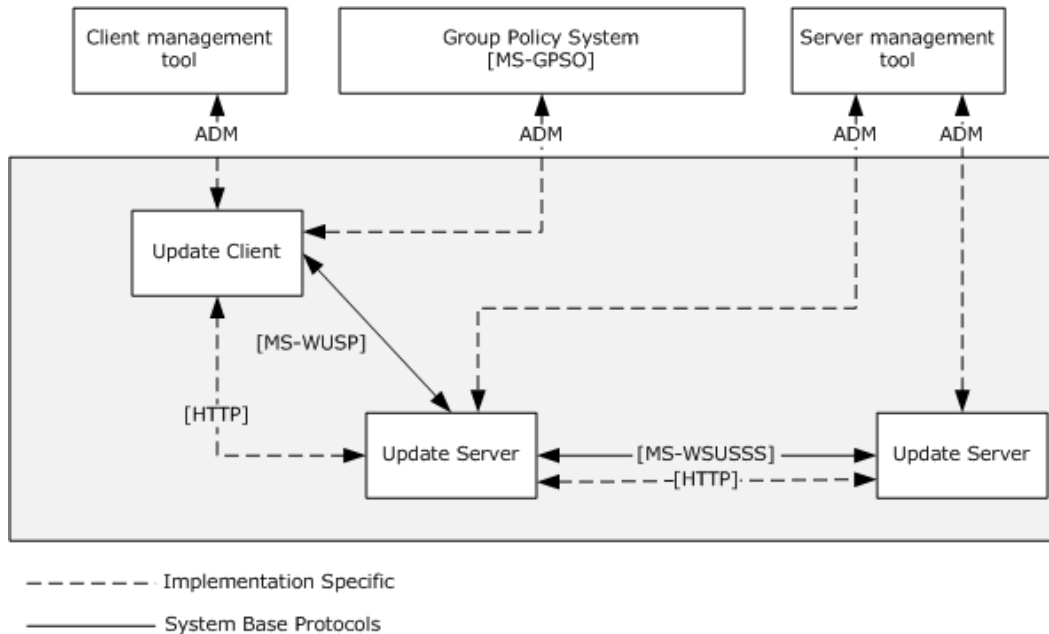 Client management
tool
Group Policy System
[MS-GPSO]
Server management
tool
ADM
ADM
ADM
ADM
Update Client
[MS-WUSP]
[HTTP]
Update Server
[MS-WSUSSS]
[HTTP]
Update Server
Implementation Specific
System Base Protocols